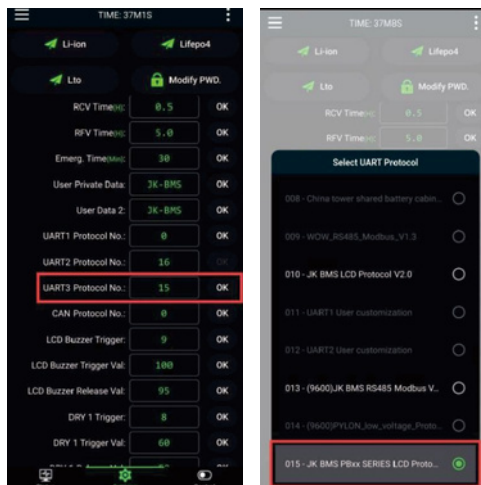 TIME: 37M1S
Li-ion
Lifepo4
Lto
Modify PWD.
RCV Time(H): 0.5 OK
RFV Time(H): 5.0 OK
Emerg. Time(Min): 30 OK
User Private Data: JK-BMS OK
User Data 2: JK-BMS OK
UART1 Protocol No.: 0 OK
UART2 Protocol No.: 16 OK
UART3 Protocol No.: 15 OK
CAN Protocol No.: 0 OK
LCD Buzzer Trigger: 9 OK
LCD Buzzer Trigger Val: 100 OK
LCD Buzzer Release Val: 95 OK
DRY 1 Trigger: 8 OK
DRY 1 Trigger Val: 60 OK
TIME: 37M8S
Li-ion
Lifepo4
Lto
Modify PWD.
RCV Time(H): 0.5 OK
RFV Time(H): 5.0 OK
Select UART Protocol
008 - China tower shared battery cabin...
009 - WOW_RS485_Modbus_V1.3
010 - JK BMS LCD Protocol V2.0
011 - UART1 User customization
012 - UART2 User customization
013 - (9600)JK BMS RS485 Modbus V...
014 - (9600)PYLON_low_voltage_Proto...
015 - JK BMS PBxx SERIES LCD Proto...